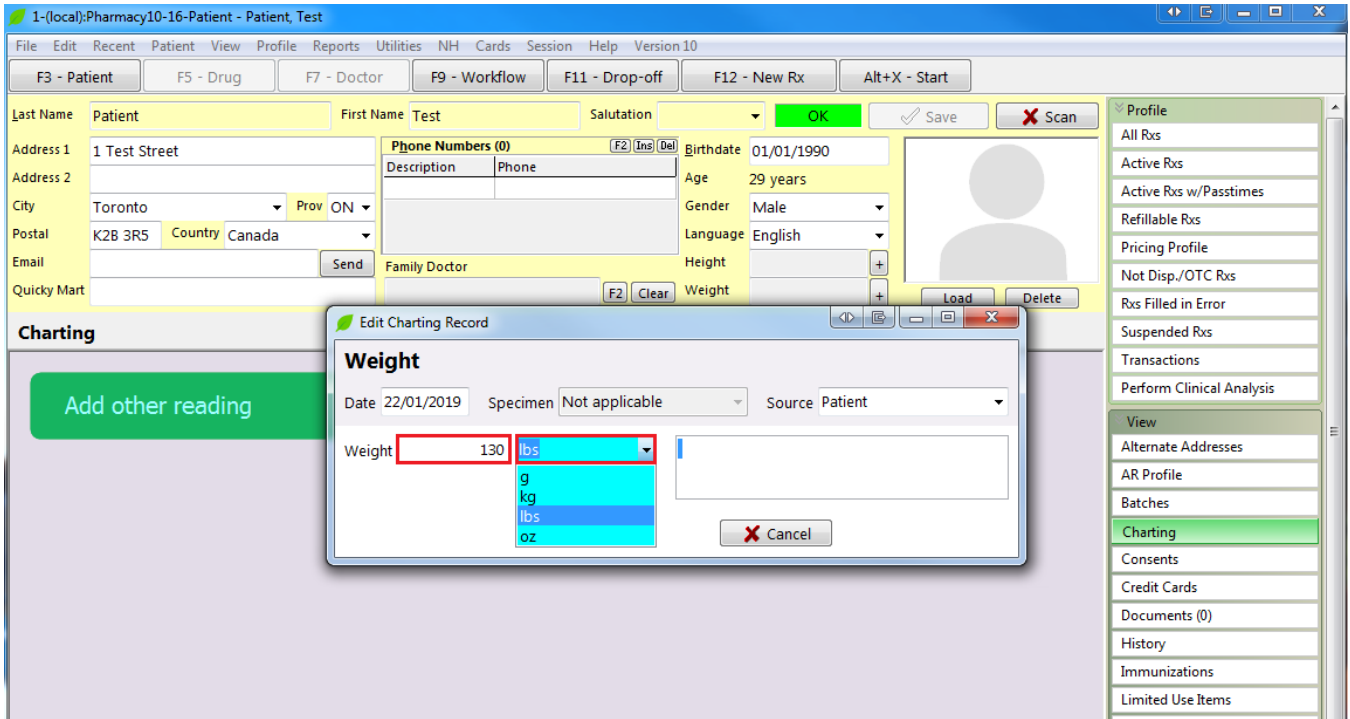 1-(local):Pharmacy10-16-Patient - Patient, Test
X
File Edit Recent Patient View Profile Reports Utilities NH Cards Session Help Version 10
F3 - Patient F5 - Drug F7 - Doctor F9 - Workflow F11 - Drop-off F12 - New Rx Alt+X - Start
Last Name Patient First Name Test Salutation OK Save Scan
Address 1 1 Test Street
Address 2
City Toronto Prov ON
Postal K2B 3R5 Country Canada
Email Send
Quicky Mart
Phone Numbers (0) F2 Ins Del
Description Phone
Family Doctor
F2 Clear
Birthdate 01/01/1990
Age 29 years
Gender Male
Language English
Height +
Weight +
Load Delete
Charting
Add other reading
Edit Charting Record X
Weight
Date 22/01/2019 Specimen Not applicable Source Patient
Weight 130 lbs
g
kg
lbs
oz
Cancel
Profile
All Rxs
Active Rxs
Active Rxs w/Passtimes
Refillable Rxs
Pricing Profile
Not Disp./OTC Rxs
Rxs Filled in Error
Suspended Rxs
Transactions
Perform Clinical Analysis
View
Alternate Addresses
AR Profile
Batches
Charting
Consents
Credit Cards
Documents (0)
History
Immunizations
Limited Use Items